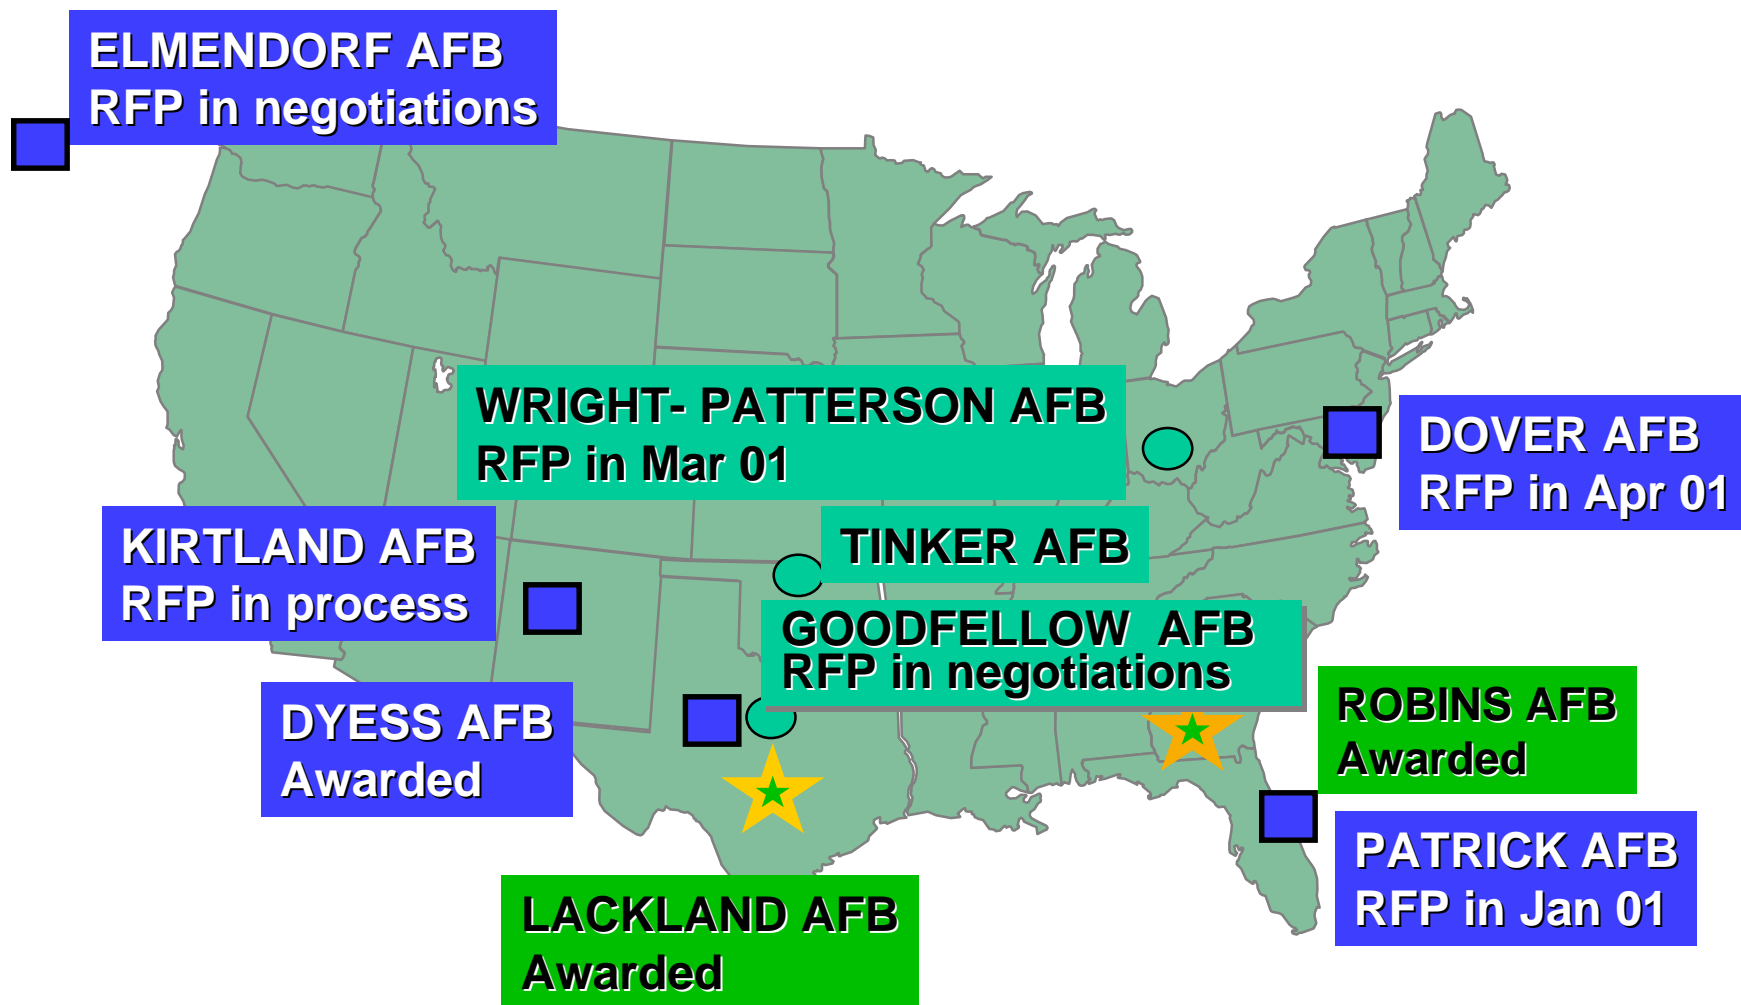 ELMENDORF AFB
RFP in negotiations
WRIGHT- PATTERSON AFB
RFP in Mar 01
DOVER AFB
RFP in Apr 01
KIRTLAND AFB
RFP in process
TINKER AFB
GOODFELLOW AFB
RFP in negotiations
DYESS AFB
Awarded
ROBINS AFB
Awarded
PATRICK AFB
RFP in Jan 01
LACKLAND AFB
Awarded